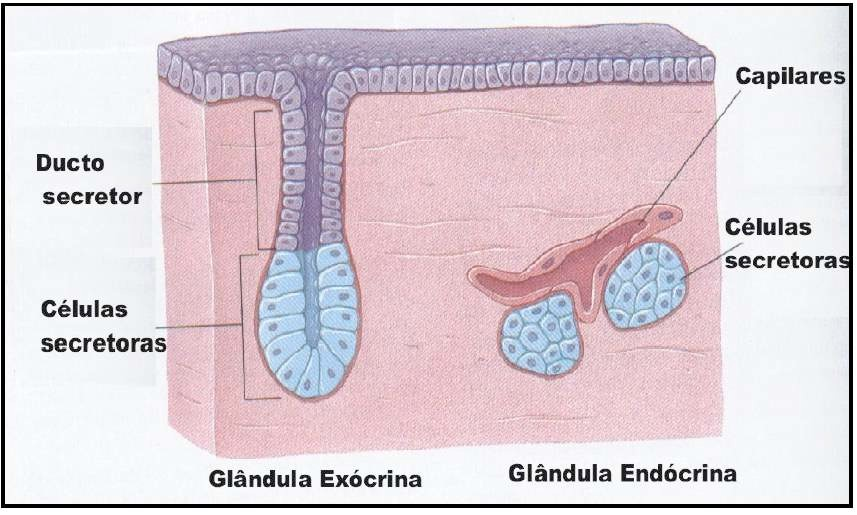 Ducto
secretor
Células
secretoras
Capilares
Células
secretoras
Glândula Exócrina
Glândula Endócrina